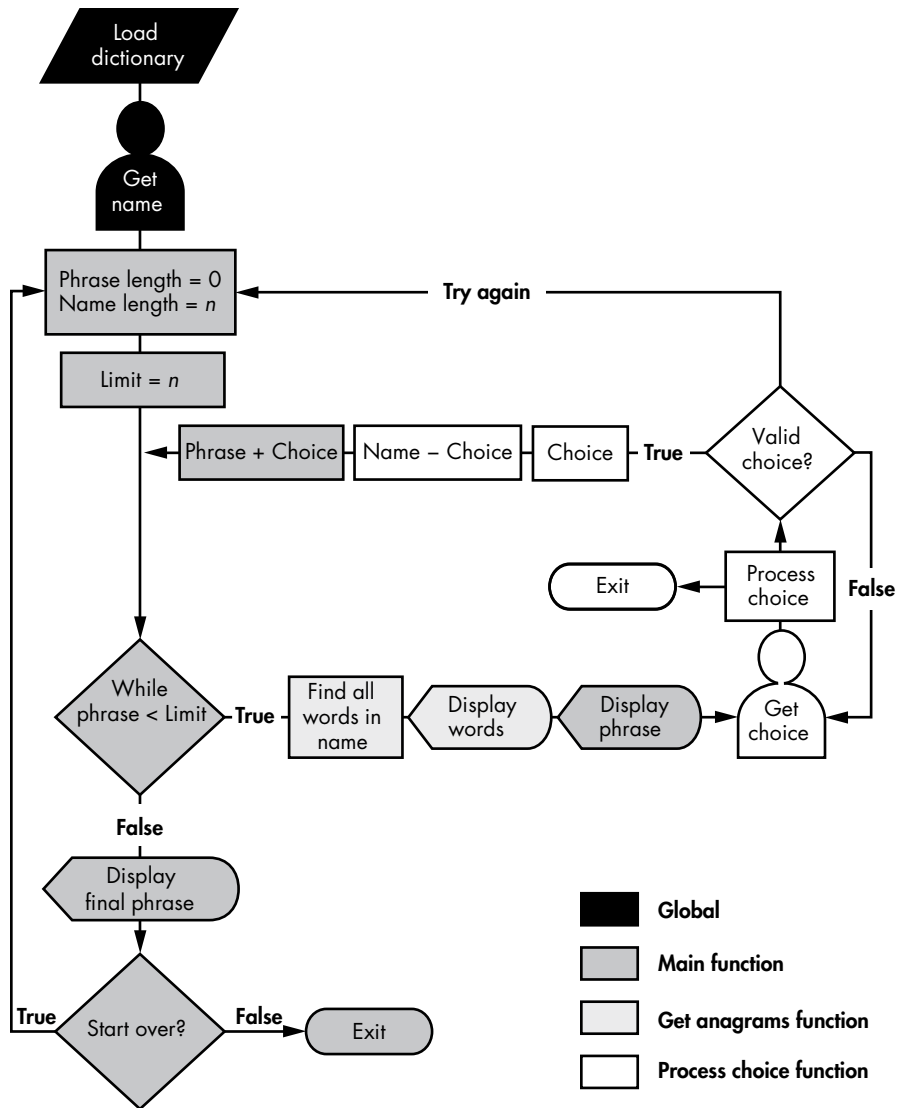 Load
dictionary
Get
name
Phrase length = 0
Name length = n
Try again
Limit = n
Phrase + Choice
Name – Choice
Choice
True
Valid
choice?
Exit
Process
choice
False
While
phrase < Limit
True
Find all
words in
name
Display
words
Display
phrase
Get
choice
False
Display
final phrase
True
Start over?
False
Exit
Global
Main function
Get anagrams function
Process choice function